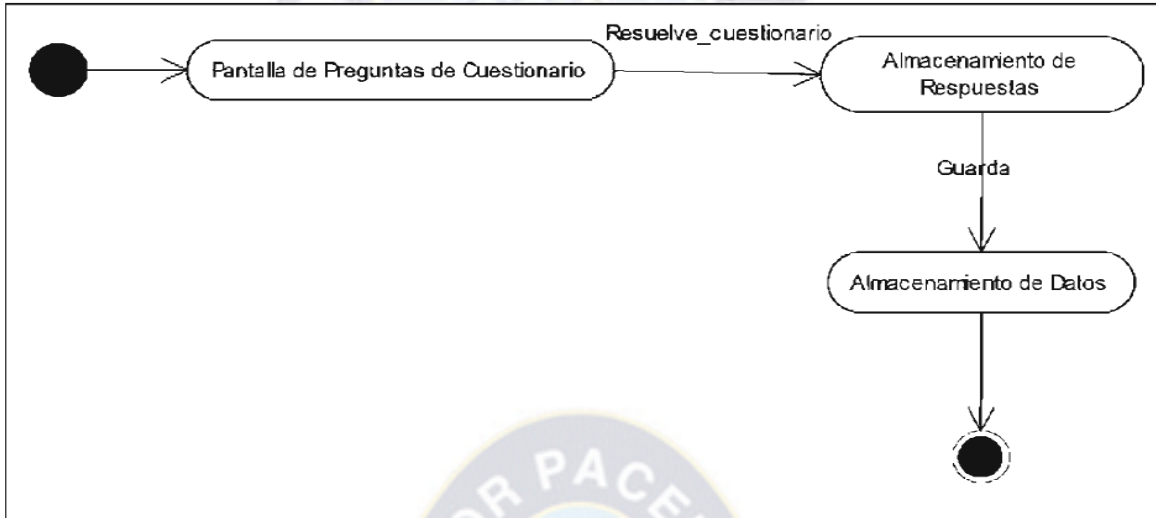 Resuelve_cuestionario
Pantalla de Preguntas de Cuestionario
Almacenamiento de
Respuestas
Guarda
Almacenamiento de Datos